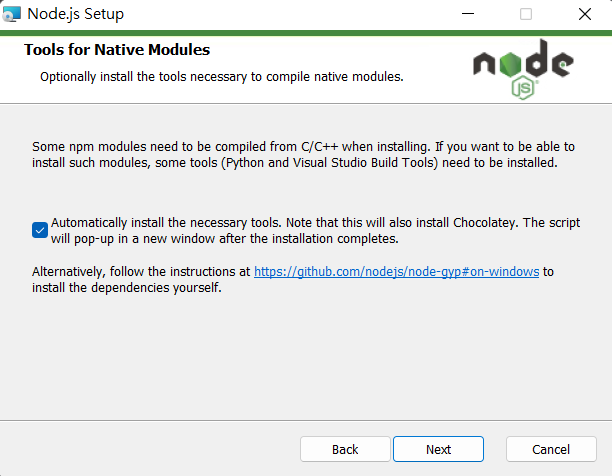 Node.js Setup
Tools for Native Modules
Optionally install the tools necessary to compile native modules.
node
JS
Some npm modules need to be compiled from C/C++ when installing. If you want to be able to
install such modules, some tools (Python and Visual Studio Build Tools) need to be installed.
Automatically install the necessary tools. Note that this will also install Chocolatey. The script
will pop-up in a new window after the installation completes.
Alternatively, follow the instructions at https://github.com/nodejs/node-gyp#on-windows to
install the dependencies yourself.
Back
Next
Cancel